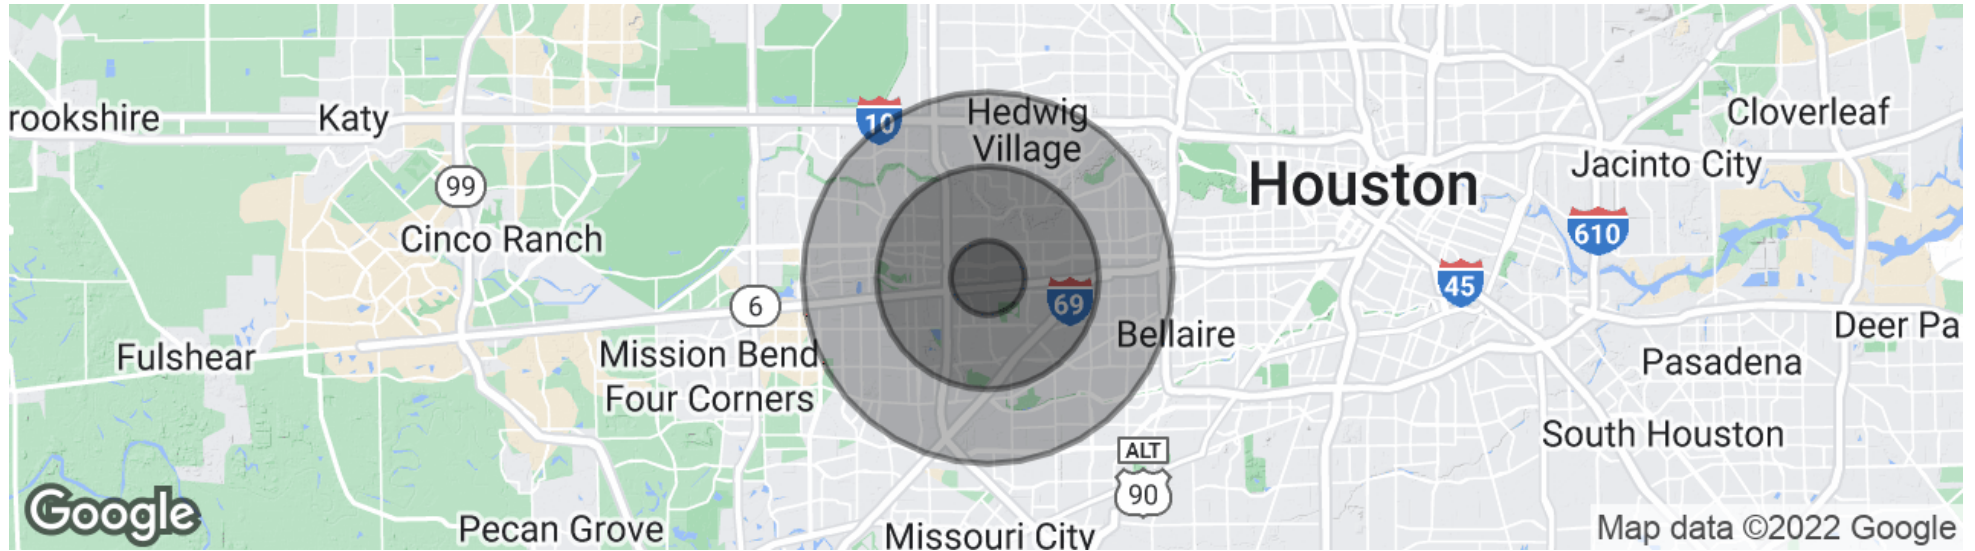 Hedwig
Village
rookshire
Katy
10
Cloverleaf
Jacinto City
Houston
99
Cinco Ranch
610
6
69
45
Bellaire
Deer Pa
Fulshear
Mission Bend
Four Corners
Pasadena
South Houston
ALT
90
Google
Pecan Grove
Missouri City
Map data ©2022 Google